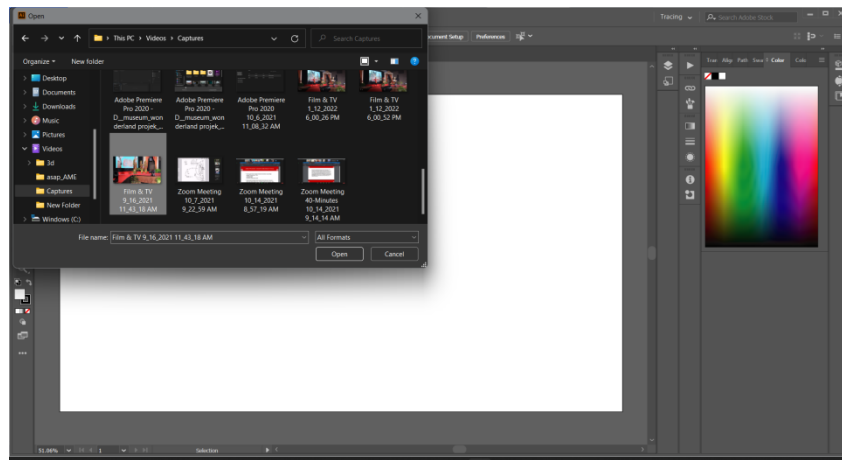 Open
Tracing
Search Adobe Stock
This PC > Videos > Captures
Search Captures
Document Setup
Preferences
Organize
New folder
Desktop
Documents
Downloads
Music
Pictures
Videos
3d
asap_AME
Captures
New Folder
Windows (C:)
Adobe Premiere
Pro 2020 -
D__museum_won
derland projek_...
Adobe Premiere
Pro 2020 -
D__museum_won
derland projek_...
Adobe Premiere
Pro 2020
10_6_2021
11_08_32 AM
Film & TV
1_12_2022
6_00_26 PM
Film & TV
1_12_2022
6_00_52 PM
Film & TV
9_16_2021
11_43_18 AM
Zoom Meeting
10_7_2021
9_22_59 AM
Zoom Meeting
10_14_2021
8_57_19 AM
Zoom Meeting
40-Minutes
10_14_2021
9_14_14 AM
File name: Film & TV 9_16_2021 11_43_18 AM
All Formats
Open
Cancel
Color
51.06%
1
Selection